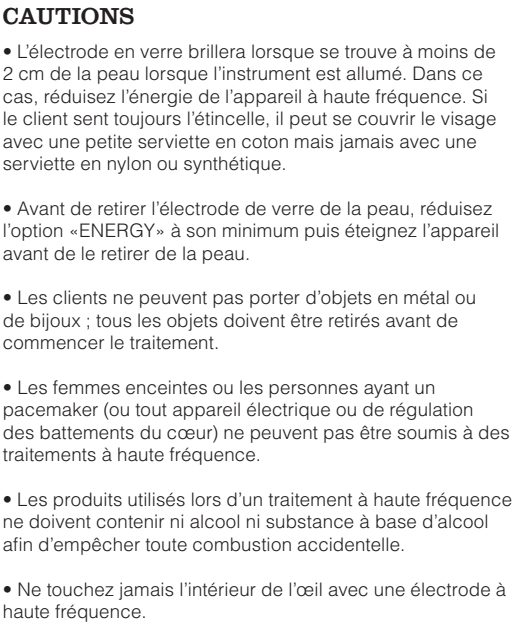 CAUTIONS
• L’électrode en verre brillera lorsque se trouve à moins de
2 cm de la peau lorsque l’instrument est allumé. Dans ce
cas, réduisez l’énergie de l’appareil à haute fréquence. Si
le client sent toujours l’étincelle, il peut se couvrir le visage
avec une petite serviette en coton mais jamais avec une
serviette en nylon ou synthétique.
• Avant de retirer l’électrode de verre de la peau, réduisez
l’option «ENERGY» à son minimum puis éteignez l’appareil
avant de le retirer de la peau.
• Les clients ne peuvent pas porter d’objets en métal ou
de bijoux ; tous les objets doivent être retirés avant de
commencer le traitement.
• Les femmes enceintes ou les personnes ayant un
pacemaker (ou tout appareil électrique ou de régulation
des battements du cœur) ne peuvent pas être soumis à des
traitements à haute fréquence.
• Les produits utilisés lors d’un traitement à haute fréquence
ne doivent contenir ni alcool ni substance à base d’alcool
afin d’empêcher toute combustion accidentelle.
• Ne touchez jamais l’intérieur de l’œil avec une électrode à
haute fréquence.